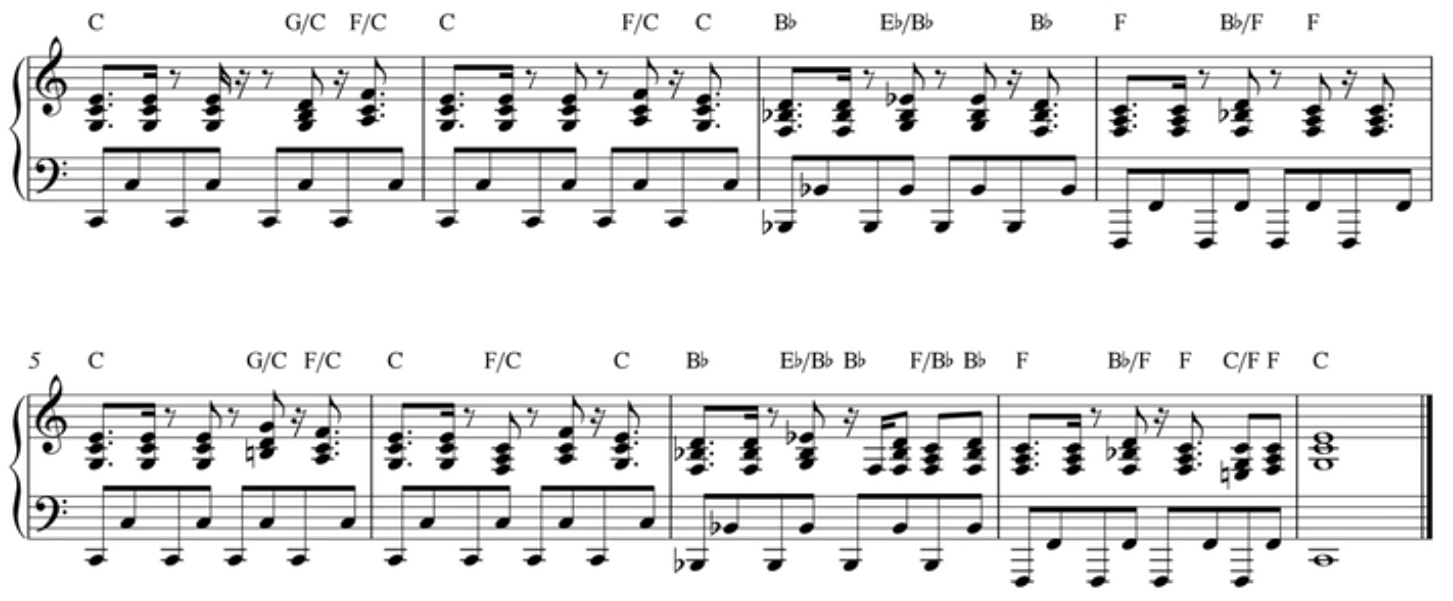 C G/C F/C C F/C C B♭ E♭/B♭ B♭ F B♭/F F
5 C G/C F/C C F/C C B♭ E♭/B♭ B♭ F/B♭ B♭ F B♭/F F C/F F C